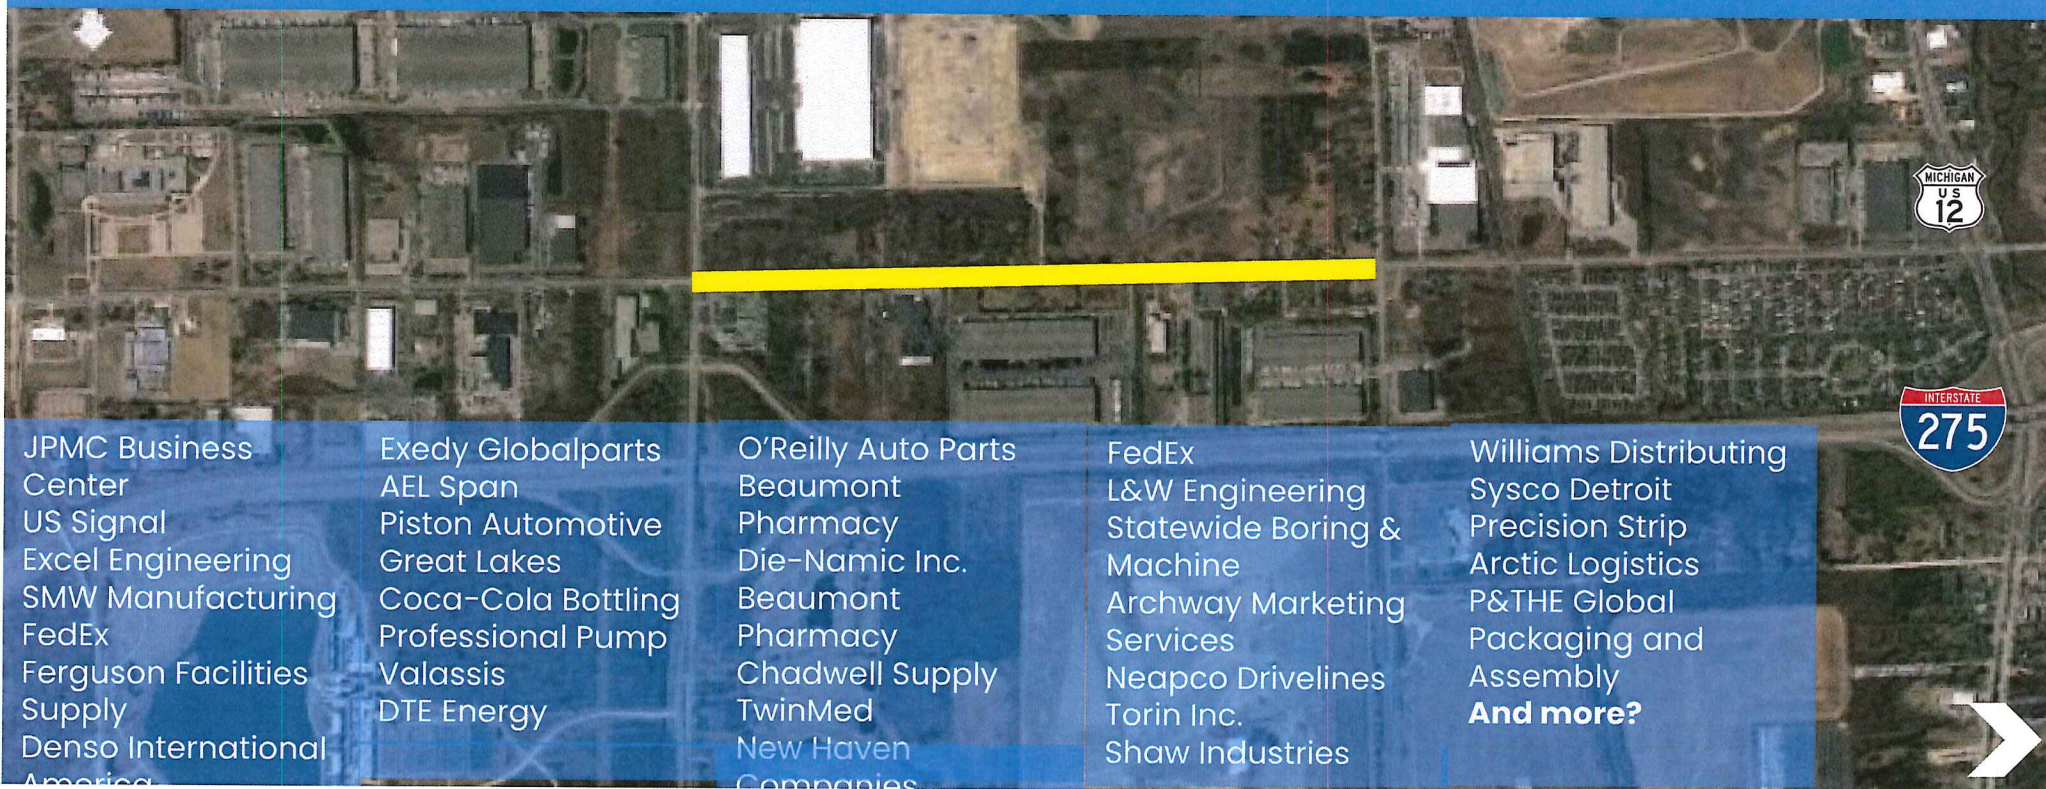 MICHIGAN
US
12
INTERSTATE
275
JPMC Business
Center
US Signal
Excel Engineering
SMW Manufacturing
FedEx
Ferguson Facilities
Supply
Denso International
America
Exedy Globalparts
AEL Span
Piston Automotive
Great Lakes
Coca-Cola Bottling
Professional Pump
Valassis
DTE Energy
O'Reilly Auto Parts
Beaumont
Pharmacy
Die-Namic Inc.
Beaumont
Pharmacy
Chadwell Supply
TwinMed
New Haven
Companies
FedEx
L&W Engineering
Statewide Boring &
Machine
Archway Marketing
Services
Neapco Drivelines
Torin Inc.
Shaw Industries
Williams Distributing
Sysco Detroit
Precision Strip
Arctic Logistics
P&THE Global
Packaging and
Assembly
And more?